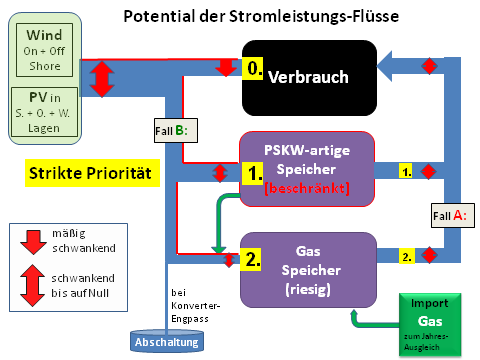 Potential der Stromleistungs-Flüsse
Wind
On + Off
Shore
PV in
S. + O. + W.
Lagen
0.
Verbrauch
Fall B:
Strikte Priorität
1.
PSKW-artige
Speicher
[beschränkt]
1.
Fall A:
mäßig
schwankend
schwankend
bis auf Null
2.
Gas
Speicher
(riesig)
2.
bei
Konverter-
Engpass
Abschaltung
Import
Gas
zum Jahres-
Ausgleich